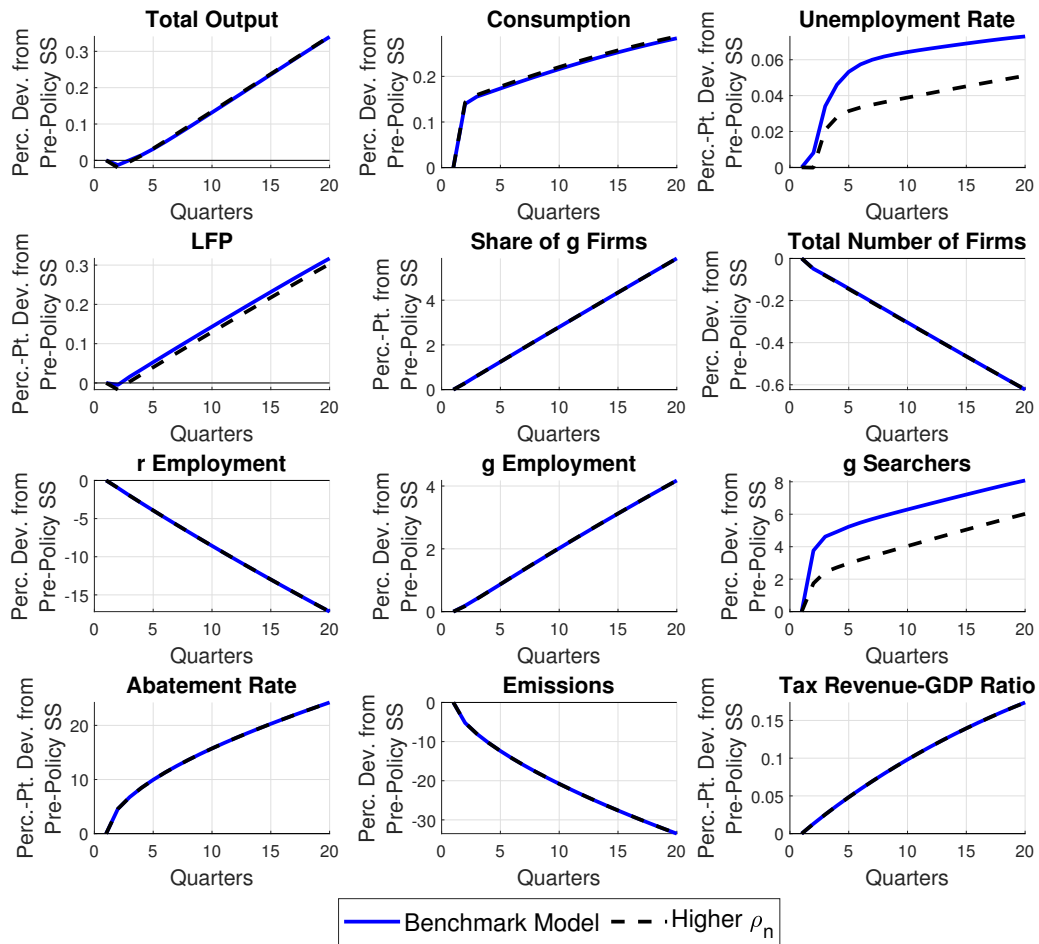 Total Output
Consumption
Unemployment Rate
Perc. Dev. from
Pre-Policy SS
0.3
0.2
0.1
0
0 5 10 15 20
Quarters
Perc. Dev. from
Pre-Policy SS
0.2
0.1
0
0 5 10 15 20
Quarters
Perc.-Pt. Dev. from
Pre-Policy SS
0.06
0.04
0.02
0
0 5 10 15 20
Quarters
LFP
Share of g Firms
Total Number of Firms
Perc.-Pt. Dev. from
Pre-Policy SS
0.3
0.2
0.1
0
0 5 10 15 20
Quarters
Perc.-Pt. Dev. from
Pre-Policy SS
4
2
0
0 5 10 15 20
Quarters
Perc. Dev. from
Pre-Policy SS
0
-0.2
-0.4
-0.6
0 5 10 15 20
Quarters
r Employment
g Employment
g Searchers
Perc. Dev. from
Pre-Policy SS
0
-5
-10
-15
0 5 10 15 20
Quarters
Perc. Dev. from
Pre-Policy SS
4
2
0
0 5 10 15 20
Quarters
Perc. Dev. from
Pre-Policy SS
8
6
4
2
0
0 5 10 15 20
Quarters
Abatement Rate
Emissions
Tax Revenue-GDP Ratio
Perc.-Pt. Dev. from
Pre-Policy SS
20
10
0
0 5 10 15 20
Quarters
Perc. Dev. from
Pre-Policy SS
0
-10
-20
-30
0 5 10 15 20
Quarters
Perc.-Pt. Dev. from
Pre-Policy SS
0.15
0.1
0.05
0
0 5 10 15 20
Quarters
Benchmark Model Higher ρn